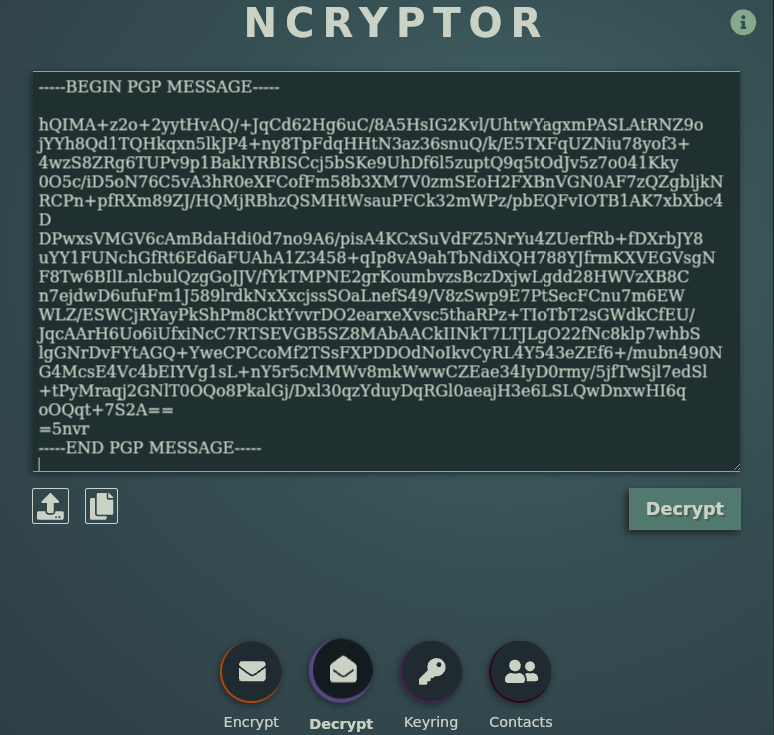 NCRYPTOR
-----BEGIN PGP MESSAGE-----
hQIMA+z2o+2yytHvAQ/+JqCd62Hg6uC/8A5HsIG2Kvl/UhtwYagxmPASLAtRNZ9o
jYYh8Qd1TQHkqxn5lkJP4+ny8TpFdqHHtN3az36snuQ/k/E5TXFqUZNiu78yof3+
4wzS8ZRg6TUPv9p1BaklYRBISCcj5bSKe9UhDf6l5zuptQ9q5tOdJv5z7o041Kky
0O5c/iD5oN76C5vA3hR0eXFCofFm58b3XM7V0zmSEoH2FXBnVGN0AF7zQZgbljkN
RCPn+pfRXm89ZJ/HQMjRBhzQSMHtWsauPFCk32mWPz/pbEQFvIOTB1AK7xbXbc4
D
DPwxsVMGV6cAmBdaHdi0d7no9A6/pisA4KCxSuVdFZ5NrYu4ZUerfRb+fDXrbJY8
uYY1FUNchGfRt6Ed6aFUAhA1Z3458+qIp8vA9ahTbNdiXQH788YJfrmKXVEGVsgN
F8Tw6BIlLnlcbulQzgGoJJV/fYkTMPNE2grKoumbvzsBczDxjwLgdd28HWVzXB8C
n7ejdwD6ufuFm1J589lrdkNxXxcjssSOaLnefS49/V8zSwp9E7PtSecFCnu7m6EW
WLZ/ESWCjRYayPkShPm8CktYvvrDO2earxeXvsc5thaRPz+TIoTbT2sGWdkCfEU/
JqcAArH6Uo6iUfxiNcC7RTSEVGB5SZ8MAbAACkIINkT7LTJLgO22fNc8klp7whbS
lgGNrDvFYtAGQ+YweCPCcoMf2TSsFXPDDOdNoIkvCyRL4Y543eZEf6+/mubn490N
G4McsE4Vc4bEIYVg1sL+nY5r5cMMWv8mkWwwCZEae34IyD0rmy/5jfTwSjl7edSl
+tPyMraqj2GNlT0OQo8PkalGj/Dxl30qzYduyDqRGl0aeajH3e6LSLQwDnxwHI6q
oOQqt+7S2A==
=5nvr
-----END PGP MESSAGE-----
Decrypt
Encrypt
Decrypt
Keyring
Contacts